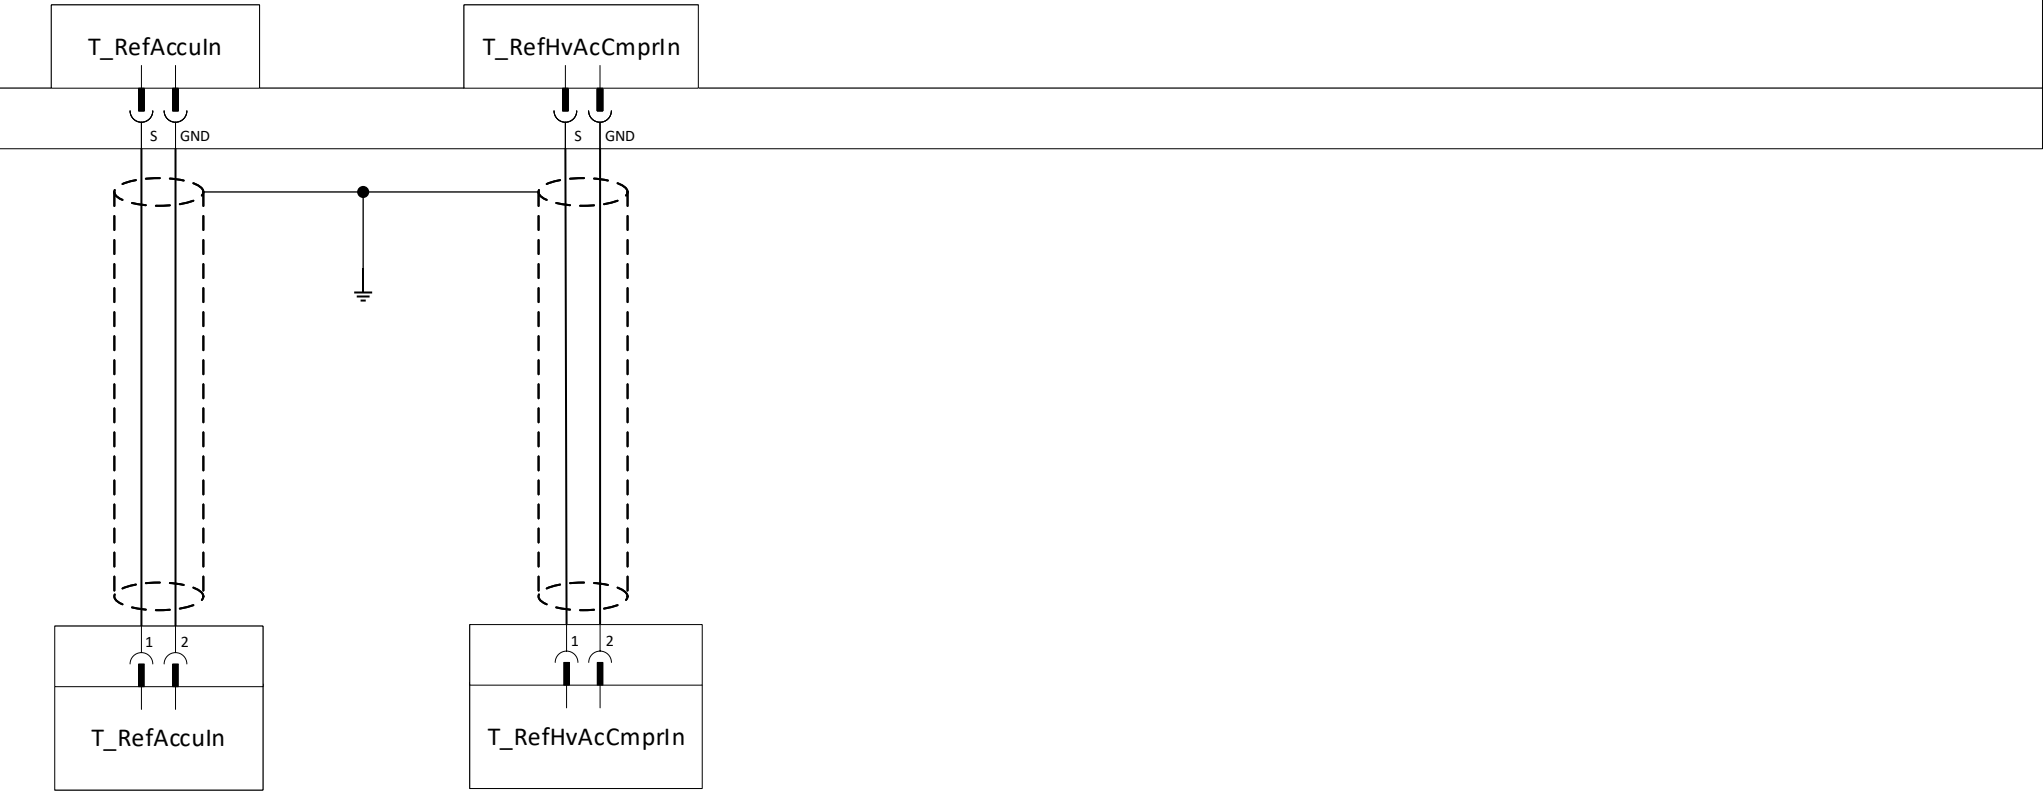 T_RefAccuIn
T_RefHvAcCmprIn
S
GND
S
GND
1
2
1
2
T_RefAccuIn
T_RefHvAcCmprIn